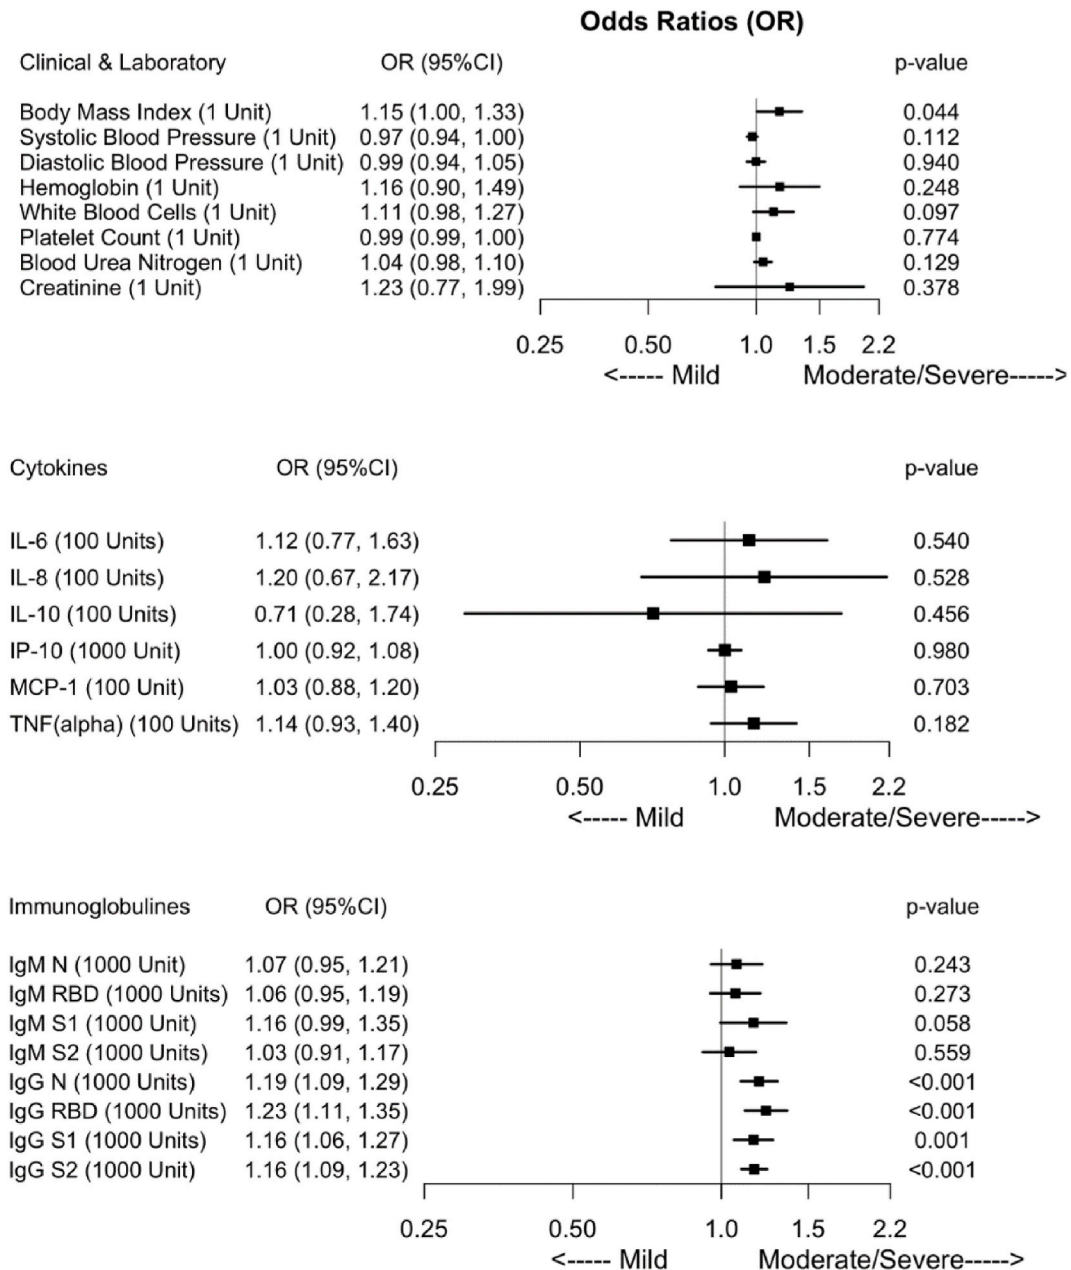 Odds Ratios (OR)
Clinical & Laboratory OR (95%CI) p-value
Body Mass Index (1 Unit) 1.15 (1.00, 1.33) 0.044
Systolic Blood Pressure (1 Unit) 0.97 (0.94, 1.00) 0.112
Diastolic Blood Pressure (1 Unit) 0.99 (0.94, 1.05) 0.940
Hemoglobin (1 Unit) 1.16 (0.90, 1.49) 0.248
White Blood Cells (1 Unit) 1.11 (0.98, 1.27) 0.097
Platelet Count (1 Unit) 0.99 (0.99, 1.00) 0.774
Blood Urea Nitrogen (1 Unit) 1.04 (0.98, 1.10) 0.129
Creatinine (1 Unit) 1.23 (0.77, 1.99) 0.378
0.25 0.50 1.0 1.5 2.2
<----- Mild Moderate/Severe----->
Cytokines OR (95%CI) p-value
IL-6 (100 Units) 1.12 (0.77, 1.63) 0.540
IL-8 (100 Units) 1.20 (0.67, 2.17) 0.528
IL-10 (100 Units) 0.71 (0.28, 1.74) 0.456
IP-10 (1000 Unit) 1.00 (0.92, 1.08) 0.980
MCP-1 (100 Unit) 1.03 (0.88, 1.20) 0.703
TNF(alpha) (100 Units) 1.14 (0.93, 1.40) 0.182
0.25 0.50 1.0 1.5 2.2
<----- Mild Moderate/Severe----->
Immunoglobulines OR (95%CI) p-value
IgM N (1000 Unit) 1.07 (0.95, 1.21) 0.243
IgM RBD (1000 Units) 1.06 (0.95, 1.19) 0.273
IgM S1 (1000 Unit) 1.16 (0.99, 1.35) 0.058
IgM S2 (1000 Units) 1.03 (0.91, 1.17) 0.559
IgG N (1000 Units) 1.19 (1.09, 1.29) <0.001
IgG RBD (1000 Units) 1.23 (1.11, 1.35) <0.001
IgG S1 (1000 Units) 1.16 (1.06, 1.27) 0.001
IgG S2 (1000 Unit) 1.16 (1.09, 1.23) <0.001
0.25 0.50 1.0 1.5 2.2
<----- Mild Moderate/Severe----->